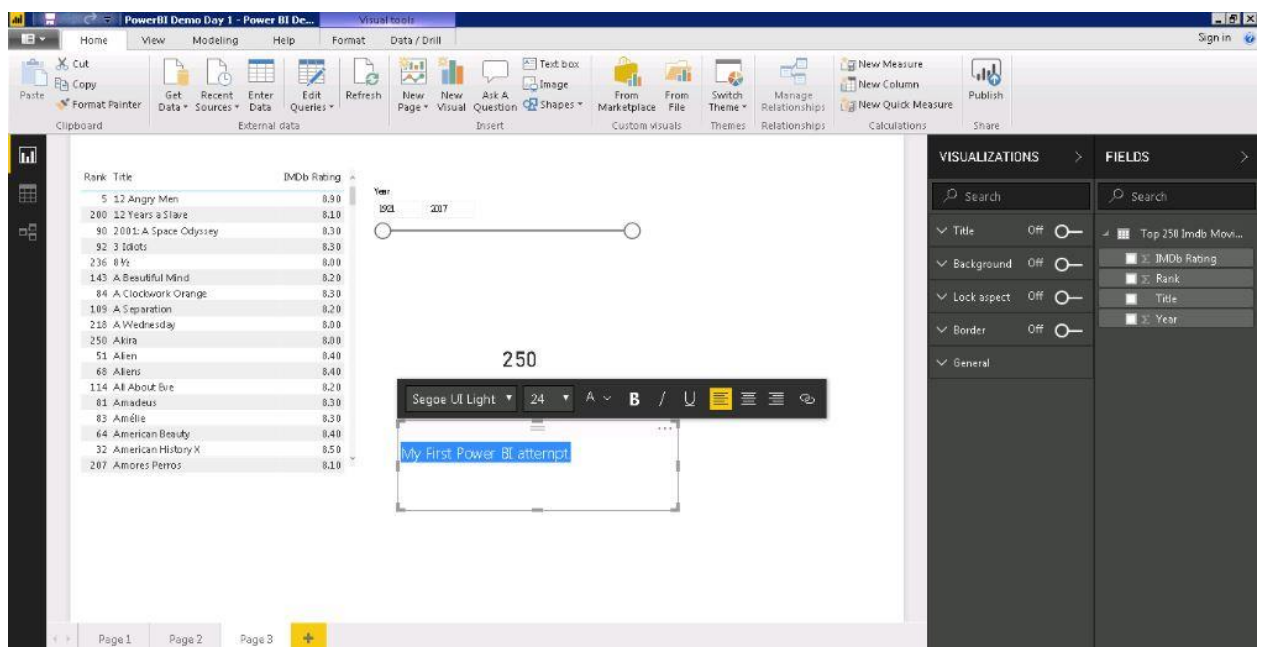 PowerBI Demo Day 1 - Power BI De... Visual tools
Home View Modeling Help Format Data / Drill Sign in
Paste
Cut
Copy
Format Painter
Clipboard
Get Data
Recent Sources
Enter Data
Edit Queries
External data
Refresh
New Page
New Visual
Ask A Question
Text box
Image
Shapes
Insert
From Marketplace
From File
Custom visuals
Switch Theme
Themes
Manage Relationships
Relationships
New Measure
New Column
New Quick Measure
Calculations
Publish
Share
Rank Title IMDb Rating
5 12 Angry Men 8.90
200 12 Years a Slave 8.10
90 2001: A Space Odyssey 8.30
92 3 Idiots 8.30
236 8½ 8.00
143 A Beautiful Mind 8.20
84 A Clockwork Orange 8.30
109 A Separation 8.20
218 A Wednesday 8.00
250 Akira 8.00
51 Alien 8.40
68 Aliens 8.40
114 All About Eve 8.20
81 Amadeus 8.30
83 Amélie 8.30
64 American Beauty 8.40
32 American History X 8.50
207 Amores Perros 8.10
Year
1921 2017
250
Segoe UI Light 24 A B I U
My First Power BI attempt
VISUALIZATIONS
Search
Title Off
Background Off
Lock aspect Off
Border Off
General
FIELDS
Search
Top 250 Imdb Movi...
Σ IMDb Rating
Σ Rank
Title
Σ Year
Page 1 Page 2 Page 3